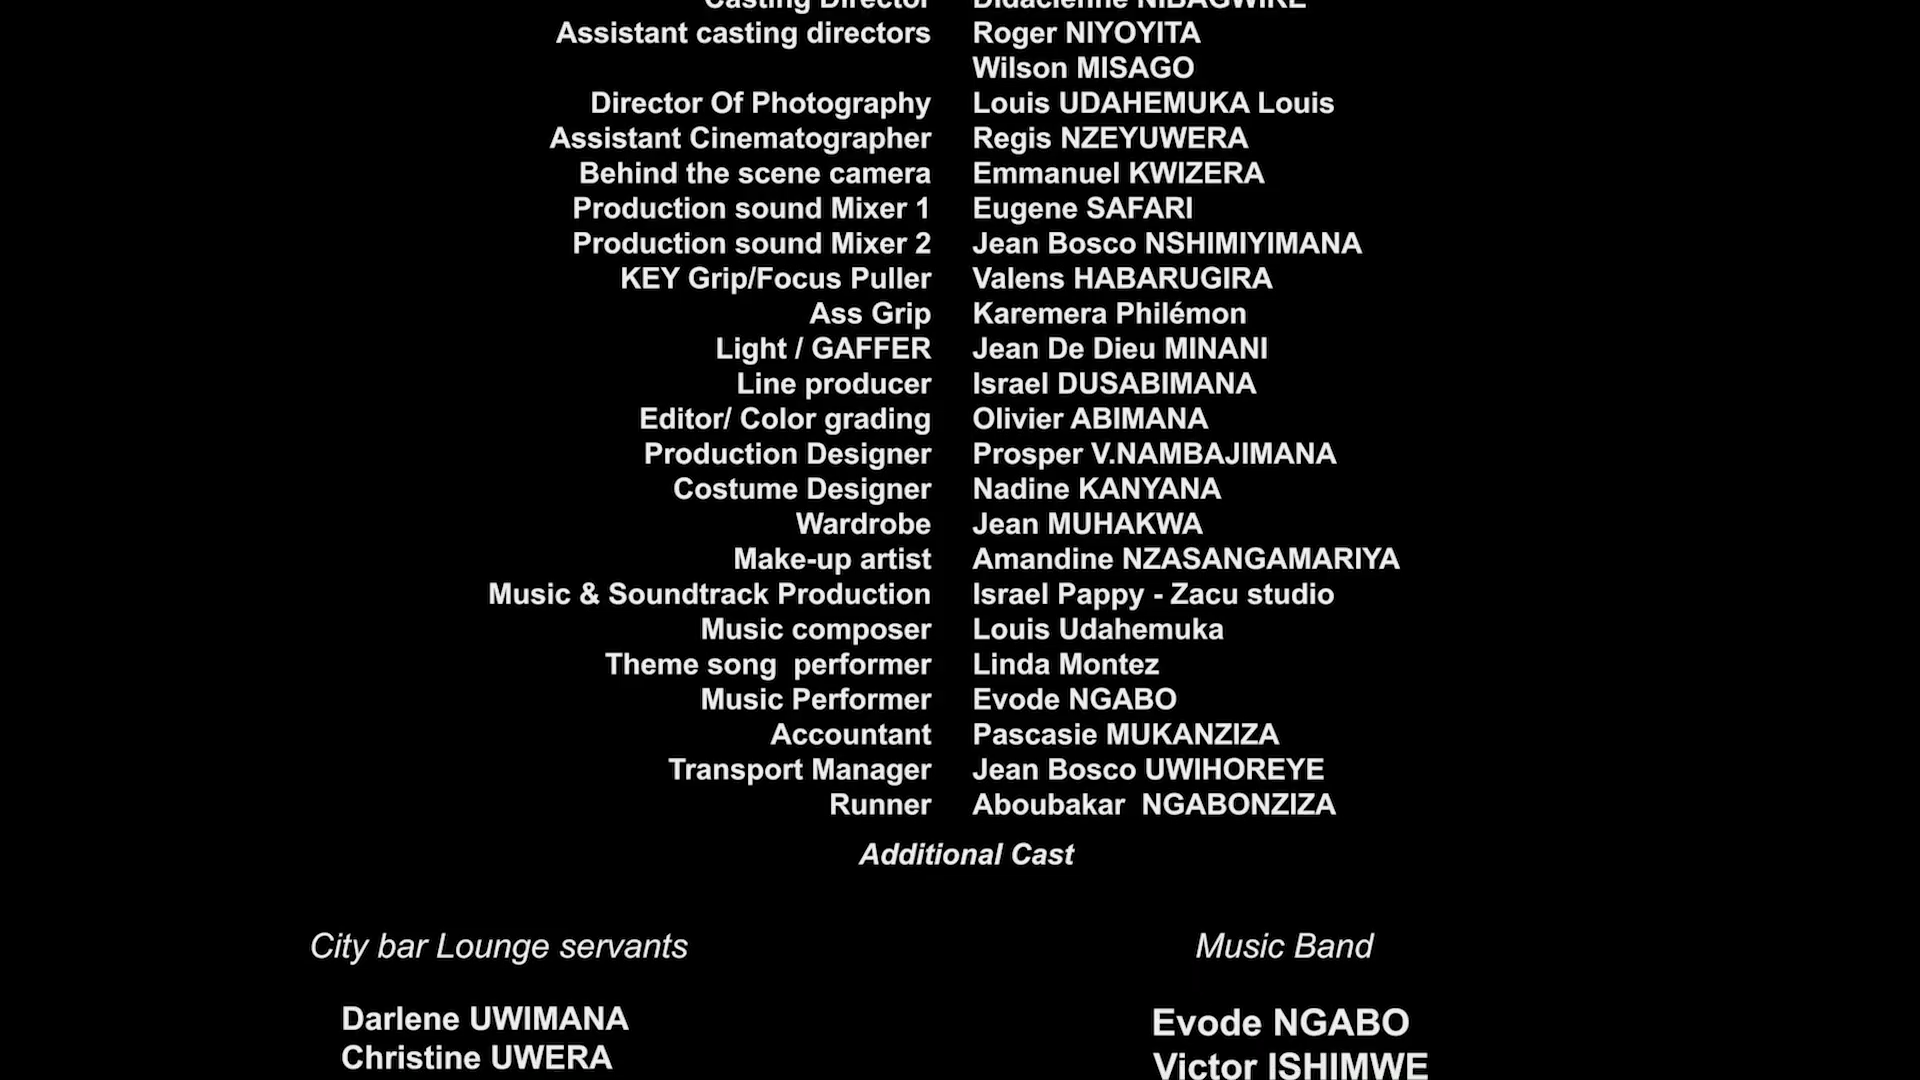 Casting Director Didacienne NIBAGWIRE
Assistant casting directors Roger NIYOYITA
Wilson MISAGO
Director Of Photography Louis UDAHEMUKA Louis
Assistant Cinematographer Regis NZEYUWERA
Behind the scene camera Emmanuel KWIZERA
Production sound Mixer 1 Eugene SAFARI
Production sound Mixer 2 Jean Bosco NSHIMIYIMANA
KEY Grip/Focus Puller Valens HABARUGIRA
Ass Grip Karemera Philémon
Light / GAFFER Jean De Dieu MINANI
Line producer Israel DUSABIMANA
Editor/ Color grading Olivier ABIMANA
Production Designer Prosper V.NAMBAJIMANA
Costume Designer Nadine KANYANA
Wardrobe Jean MUHAKWA
Make-up artist Amandine NZASANGAMARIYA
Music & Soundtrack Production Israel Pappy - Zacu studio
Music composer Louis Udahemuka
Theme song  performer Linda Montez
Music Performer Evode NGABO
Accountant Pascasie MUKANZIZA
Transport Manager Jean Bosco UWIHOREYE
Runner Aboubakar  NGABONZIZA
Additional Cast
City bar Lounge servants
Darlene UWIMANA
Christine UWERA
Music Band
Evode NGABO
Victor ISHIMWE